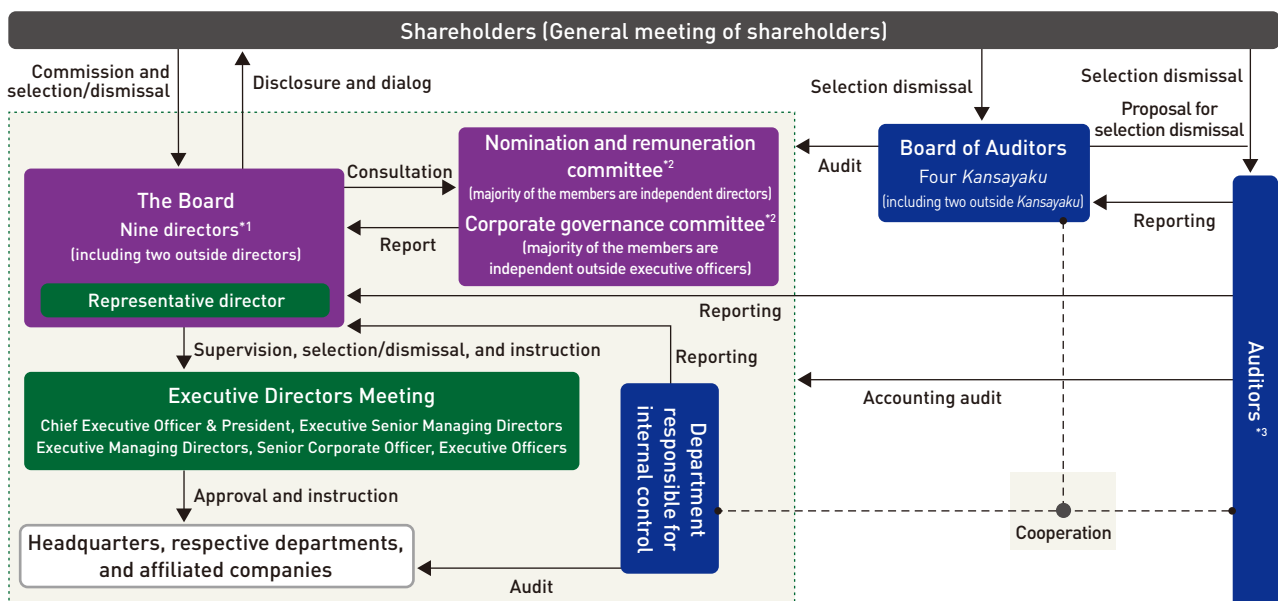 Shareholders (General meeting of shareholders)
Commission and
selection/dismissal
Disclosure and dialog
Selection dismissal
Selection dismissal
Proposal for
selection dismissal
Nomination and remuneration
committee*2
(majority of the members are independent directors)
Corporate governance committee*2
(majority of the members are
independent outside executive officers)
Consultation
Report
Audit
Board of Auditors
Four Kansayaku
(including two outside Kansayaku)
Reporting
The Board
Nine directors*1
(including two outside directors)
Representative director
Reporting
Supervision, selection/dismissal, and instruction
Reporting
Executive Directors Meeting
Chief Executive Officer & President, Executive Senior Managing Directors
Executive Managing Directors, Senior Corporate Officer, Executive Officers
Department
responsible for
internal control
Accounting audit
Auditors
*3
Approval and instruction
Cooperation
Headquarters, respective departments,
and affiliated companies
Audit